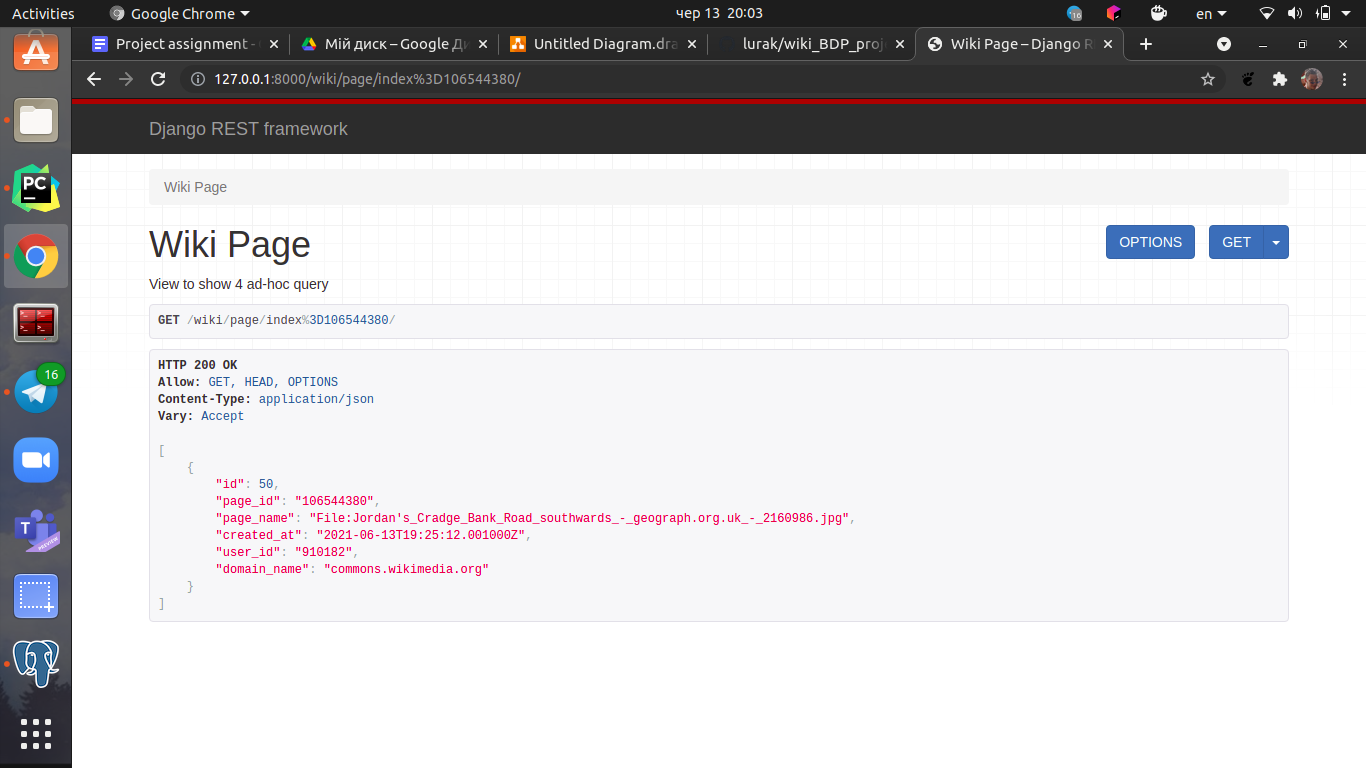 Activities
Google Chrome
чер 13 20:03
16
en
Project assignment -
Мій диск – Google Ди
Untitled Diagram.dra
lurak/wiki_BDP_proj
Wiki Page – Django R
127.0.0.1:8000/wiki/page/index%3D106544380/
PC
16
T
PREVIEW
Django REST framework
Wiki Page
Wiki Page
OPTIONS
GET
View to show 4 ad-hoc query
GET /wiki/page/index%3D106544380/
HTTP 200 OK
Allow: GET, HEAD, OPTIONS
Content-Type: application/json
Vary: Accept
[
{
"id": 50,
"page_id": "106544380",
"page_name": "File:Jordan's_Cradge_Bank_Road_southwards_-_geograph.org.uk_-_2160986.jpg",
"created_at": "2021-06-13T19:25:12.001000Z",
"user_id": "910182",
"domain_name": "commons.wikimedia.org"
}
]